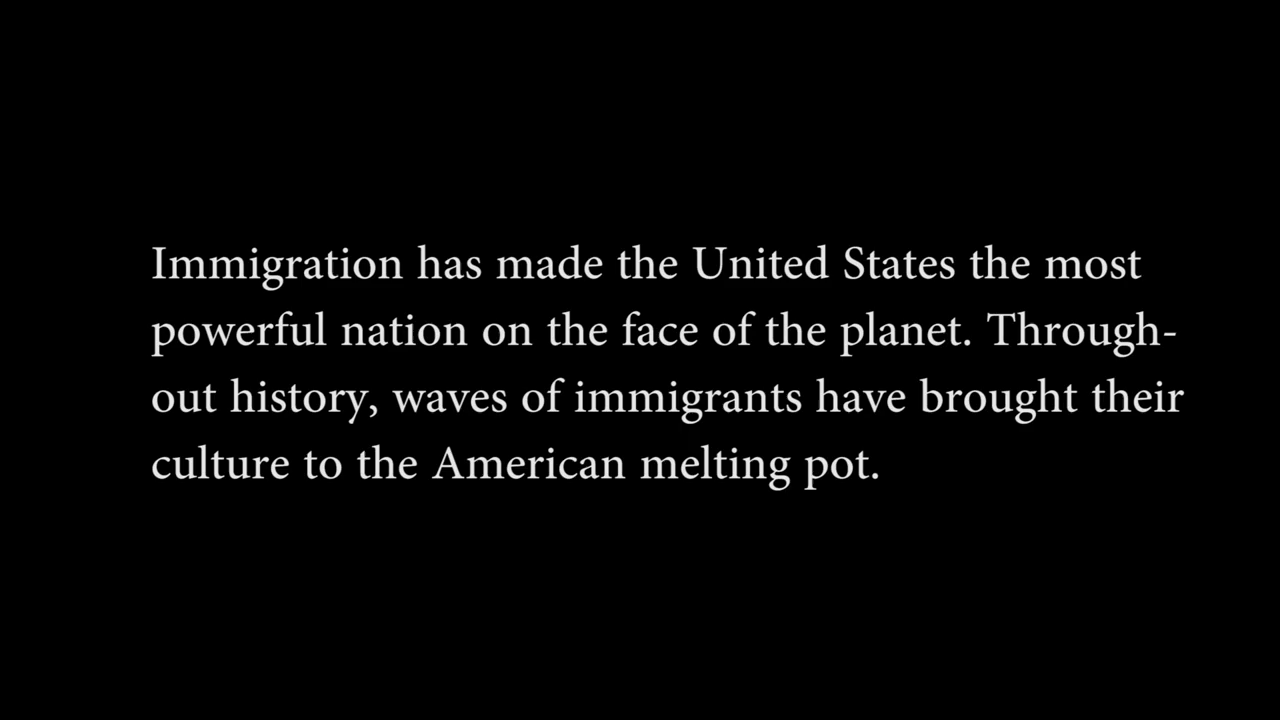 Immigration has made the United States the most
powerful nation on the face of the planet. Through-
out history, waves of immigrants have brought their
culture to the American melting pot.